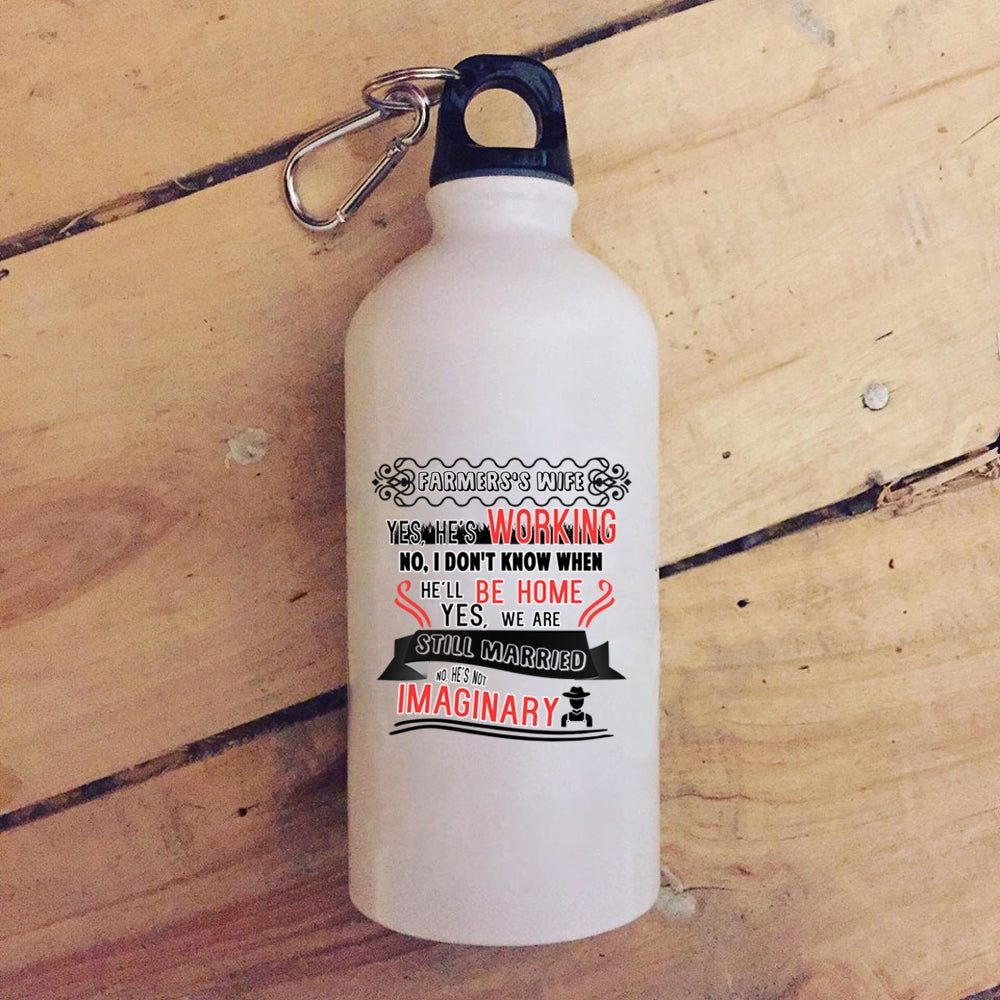 FARMERS'S WIFE
YES, HE'S WORKING
NO, I DON'T KNOW WHEN
HE'LL BE HOME
YES, WE ARE
STILL MARRIED
NO, HE'S NOT
IMAGINARY